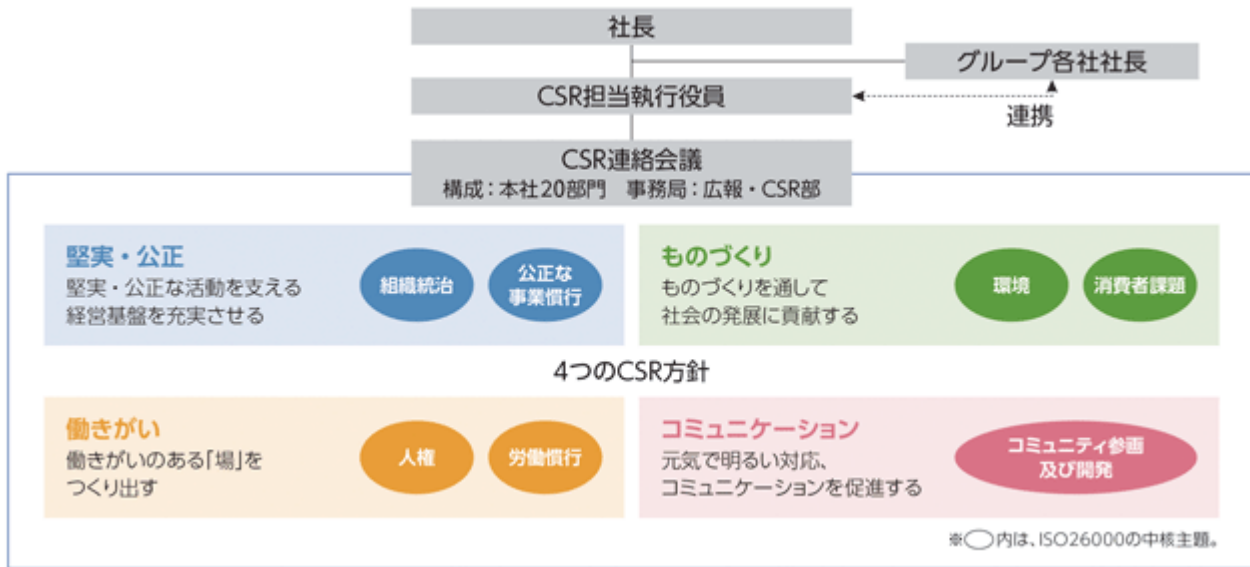 社長
グループ各社社長
CSR担当執行役員
連携
CSR連絡会議
構成：本社20部門　事務局：広報・CSR部
堅実・公正
堅実・公正な活動を支える
経営基盤を充実させる
組織統治
公正な
事業慣行
ものづくり
ものづくりを通して
社会の発展に貢献する
環境
消費者課題
4つのCSR方針
働きがい
働きがいのある「場」を
つくり出す
人権
労働慣行
コミュニケーション
元気で明るい対応、
コミュニケーションを促進する
コミュニティ参画
及び開発
※◯内は、ISO26000の中核主題。